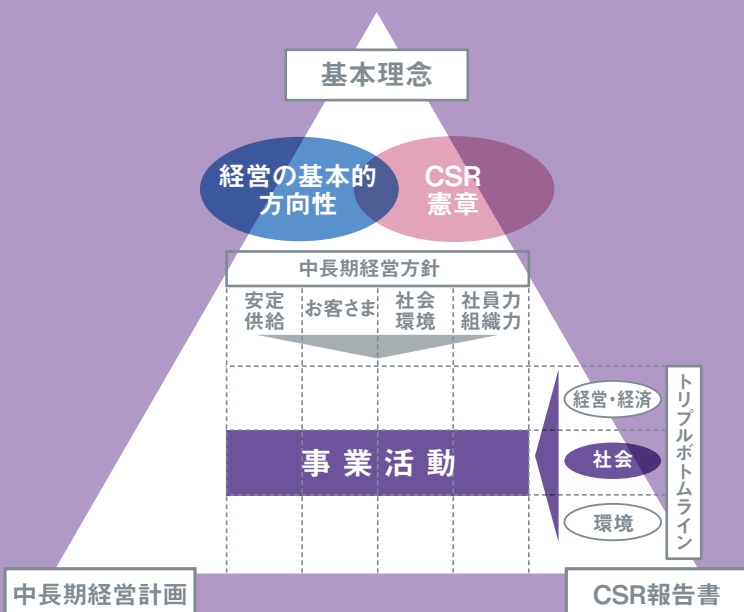 基本理念
経営の基本的
方向性
CSR
憲章
中長期経営方針
安定
供給
お客さま
社会
環境
社員力
組織力
経営・経済
事業活動
社会
環境
トリプルボトムライン
中長期経営計画
CSR報告書